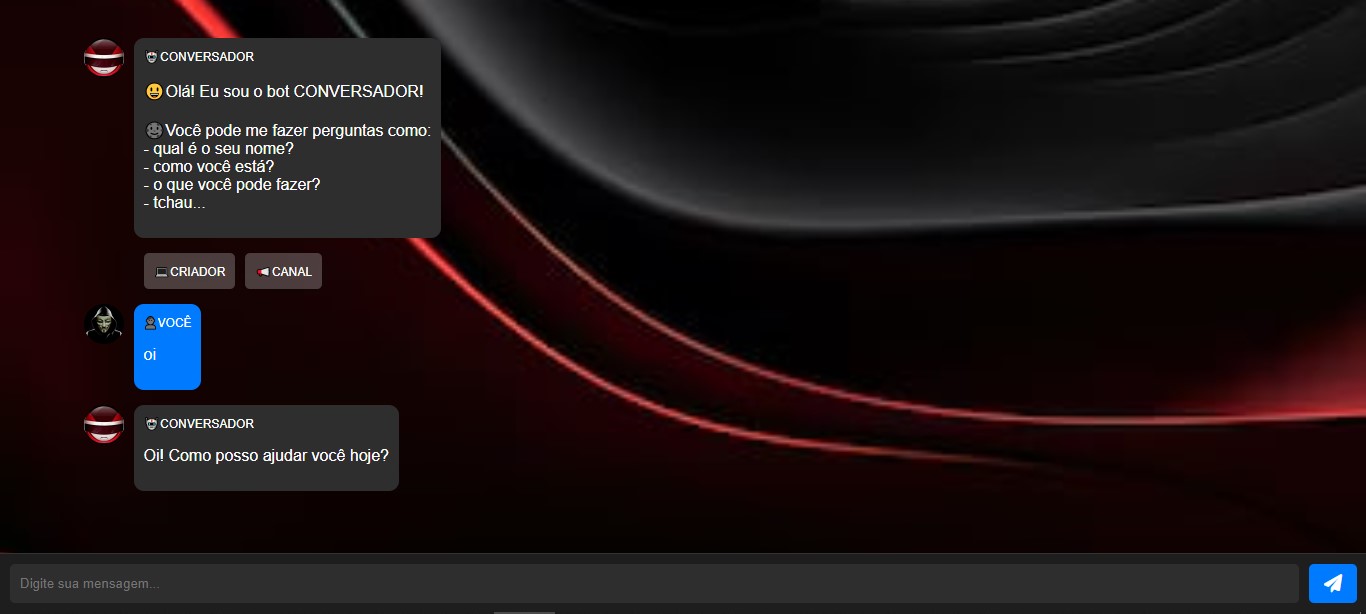 CONVERSADOR
Olá! Eu sou o bot CONVERSADOR!
Você pode me fazer perguntas como:
- qual é o seu nome?
- como você está?
- o que você pode fazer?
- tchau...
CRIADOR
CANAL
VOCÊ
oi
CONVERSADOR
Oi! Como posso ajudar você hoje?
Digite sua mensagem...